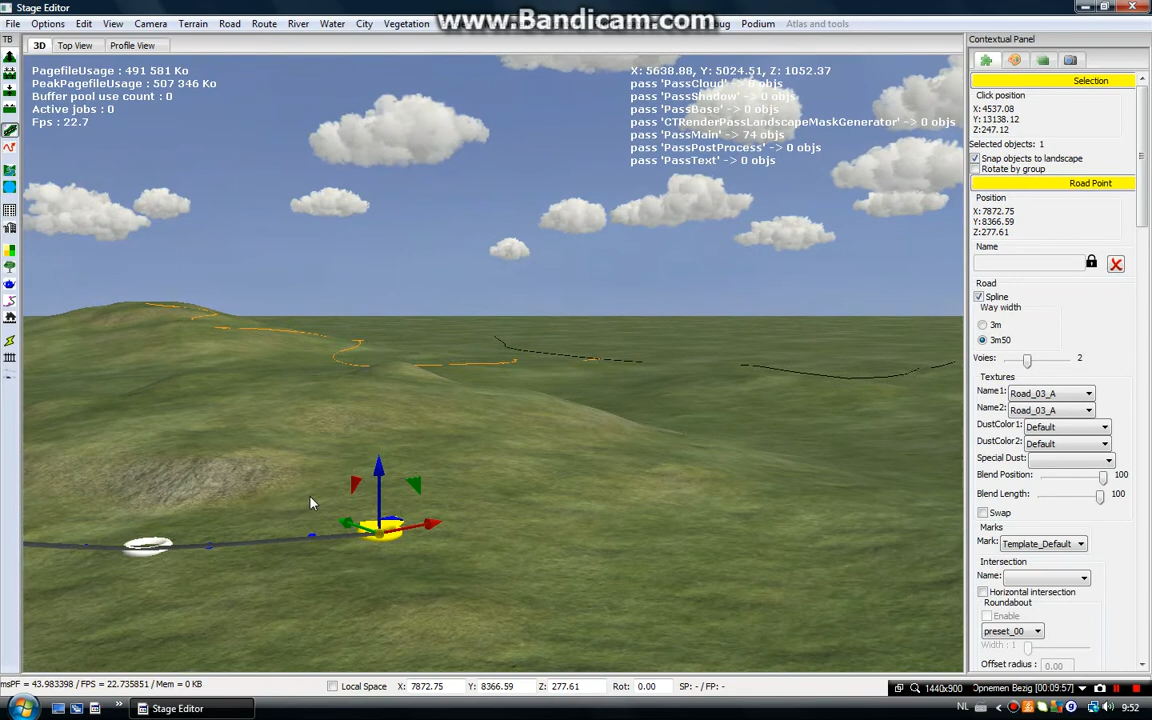 Stage Editor
www.Bandicam.com
File Options Edit View Camera Terrain Road Route River Water City Vegetation bug Podium Atlas and tools
TB
3D Top View Profile View
PagefileUsage : 491 581 Ko
PeakPagefileUsage : 507 346 Ko
Buffer pool use count : 0
Active jobs : 0
Fps : 22.7
X: 5638.88, Y: 5024.51, Z: 1052.37
pass 'PassCloud' -> 0 objs
pass 'PassShadow' -> 0 objs
pass 'PassBase' -> 0 objs
pass 'CTRenderPassLandscapeMaskGenerator' -> 0 objs
pass 'PassMain' -> 74 objs
pass 'PassPostProcess' -> 0 objs
pass 'PassText' -> 0 objs
Contextual Panel
Selection
Click position
X:4537.08
Y:13138.12
Z:247.12
Selected objects: 1
Snap objects to landscape
Rotate by group
Road Point
Position
X:7872.75
Y:8366.59
Z:277.61
Name
Road
Spline
Way width
3m
3m50
Voies: 2
Textures
Name1: Road_03_A
Name2: Road_03_A
DustColor1: Default
DustColor2: Default
Special Dust:
Blend Position: 100
Blend Length: 100
Swap
Marks
Mark: Template_Default
Intersection
Name:
Horizontal intersection
Roundabout
Enable
preset_00
Width : 1
Offset radius : 0.00
msPF = 43.983398 / FPS = 22.735851 / Mem = 0 KB
Local Space X: 7872.75 Y: 8366.59 Z: 277.61 Rot: 0.00 SP: - / FP: -
1440x900 Opnemen Bezig (00:09:57)
Stage Editor
NL
9:52